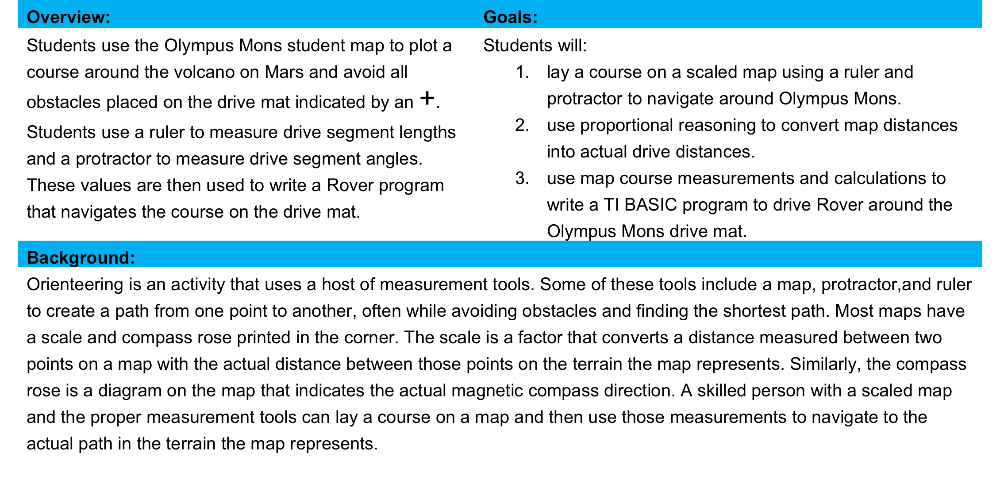 Overview:
Students use the Olympus Mons student map to plot a
course around the volcano on Mars and avoid all
obstacles placed on the drive mat indicated by an +.
Students use a ruler to measure drive segment lengths
and a protractor to measure drive segment angles.
These values are then used to write a Rover program
that navigates the course on the drive mat.
Goals:
Students will:
1. lay a course on a scaled map using a ruler and
protractor to navigate around Olympus Mons.
2. use proportional reasoning to convert map distances
into actual drive distances.
3. use map course measurements and calculations to
write a TI BASIC program to drive Rover around the
Olympus Mons drive mat.
Background:
Orienteering is an activity that uses a host of measurement tools. Some of these tools include a map, protractor,and ruler
to create a path from one point to another, often while avoiding obstacles and finding the shortest path. Most maps have
a scale and compass rose printed in the corner. The scale is a factor that converts a distance measured between two
points on a map with the actual distance between those points on the terrain the map represents. Similarly, the compass
rose is a diagram on the map that indicates the actual magnetic compass direction. A skilled person with a scaled map
and the proper measurement tools can lay a course on a map and then use those measurements to navigate to the
actual path in the terrain the map represents.